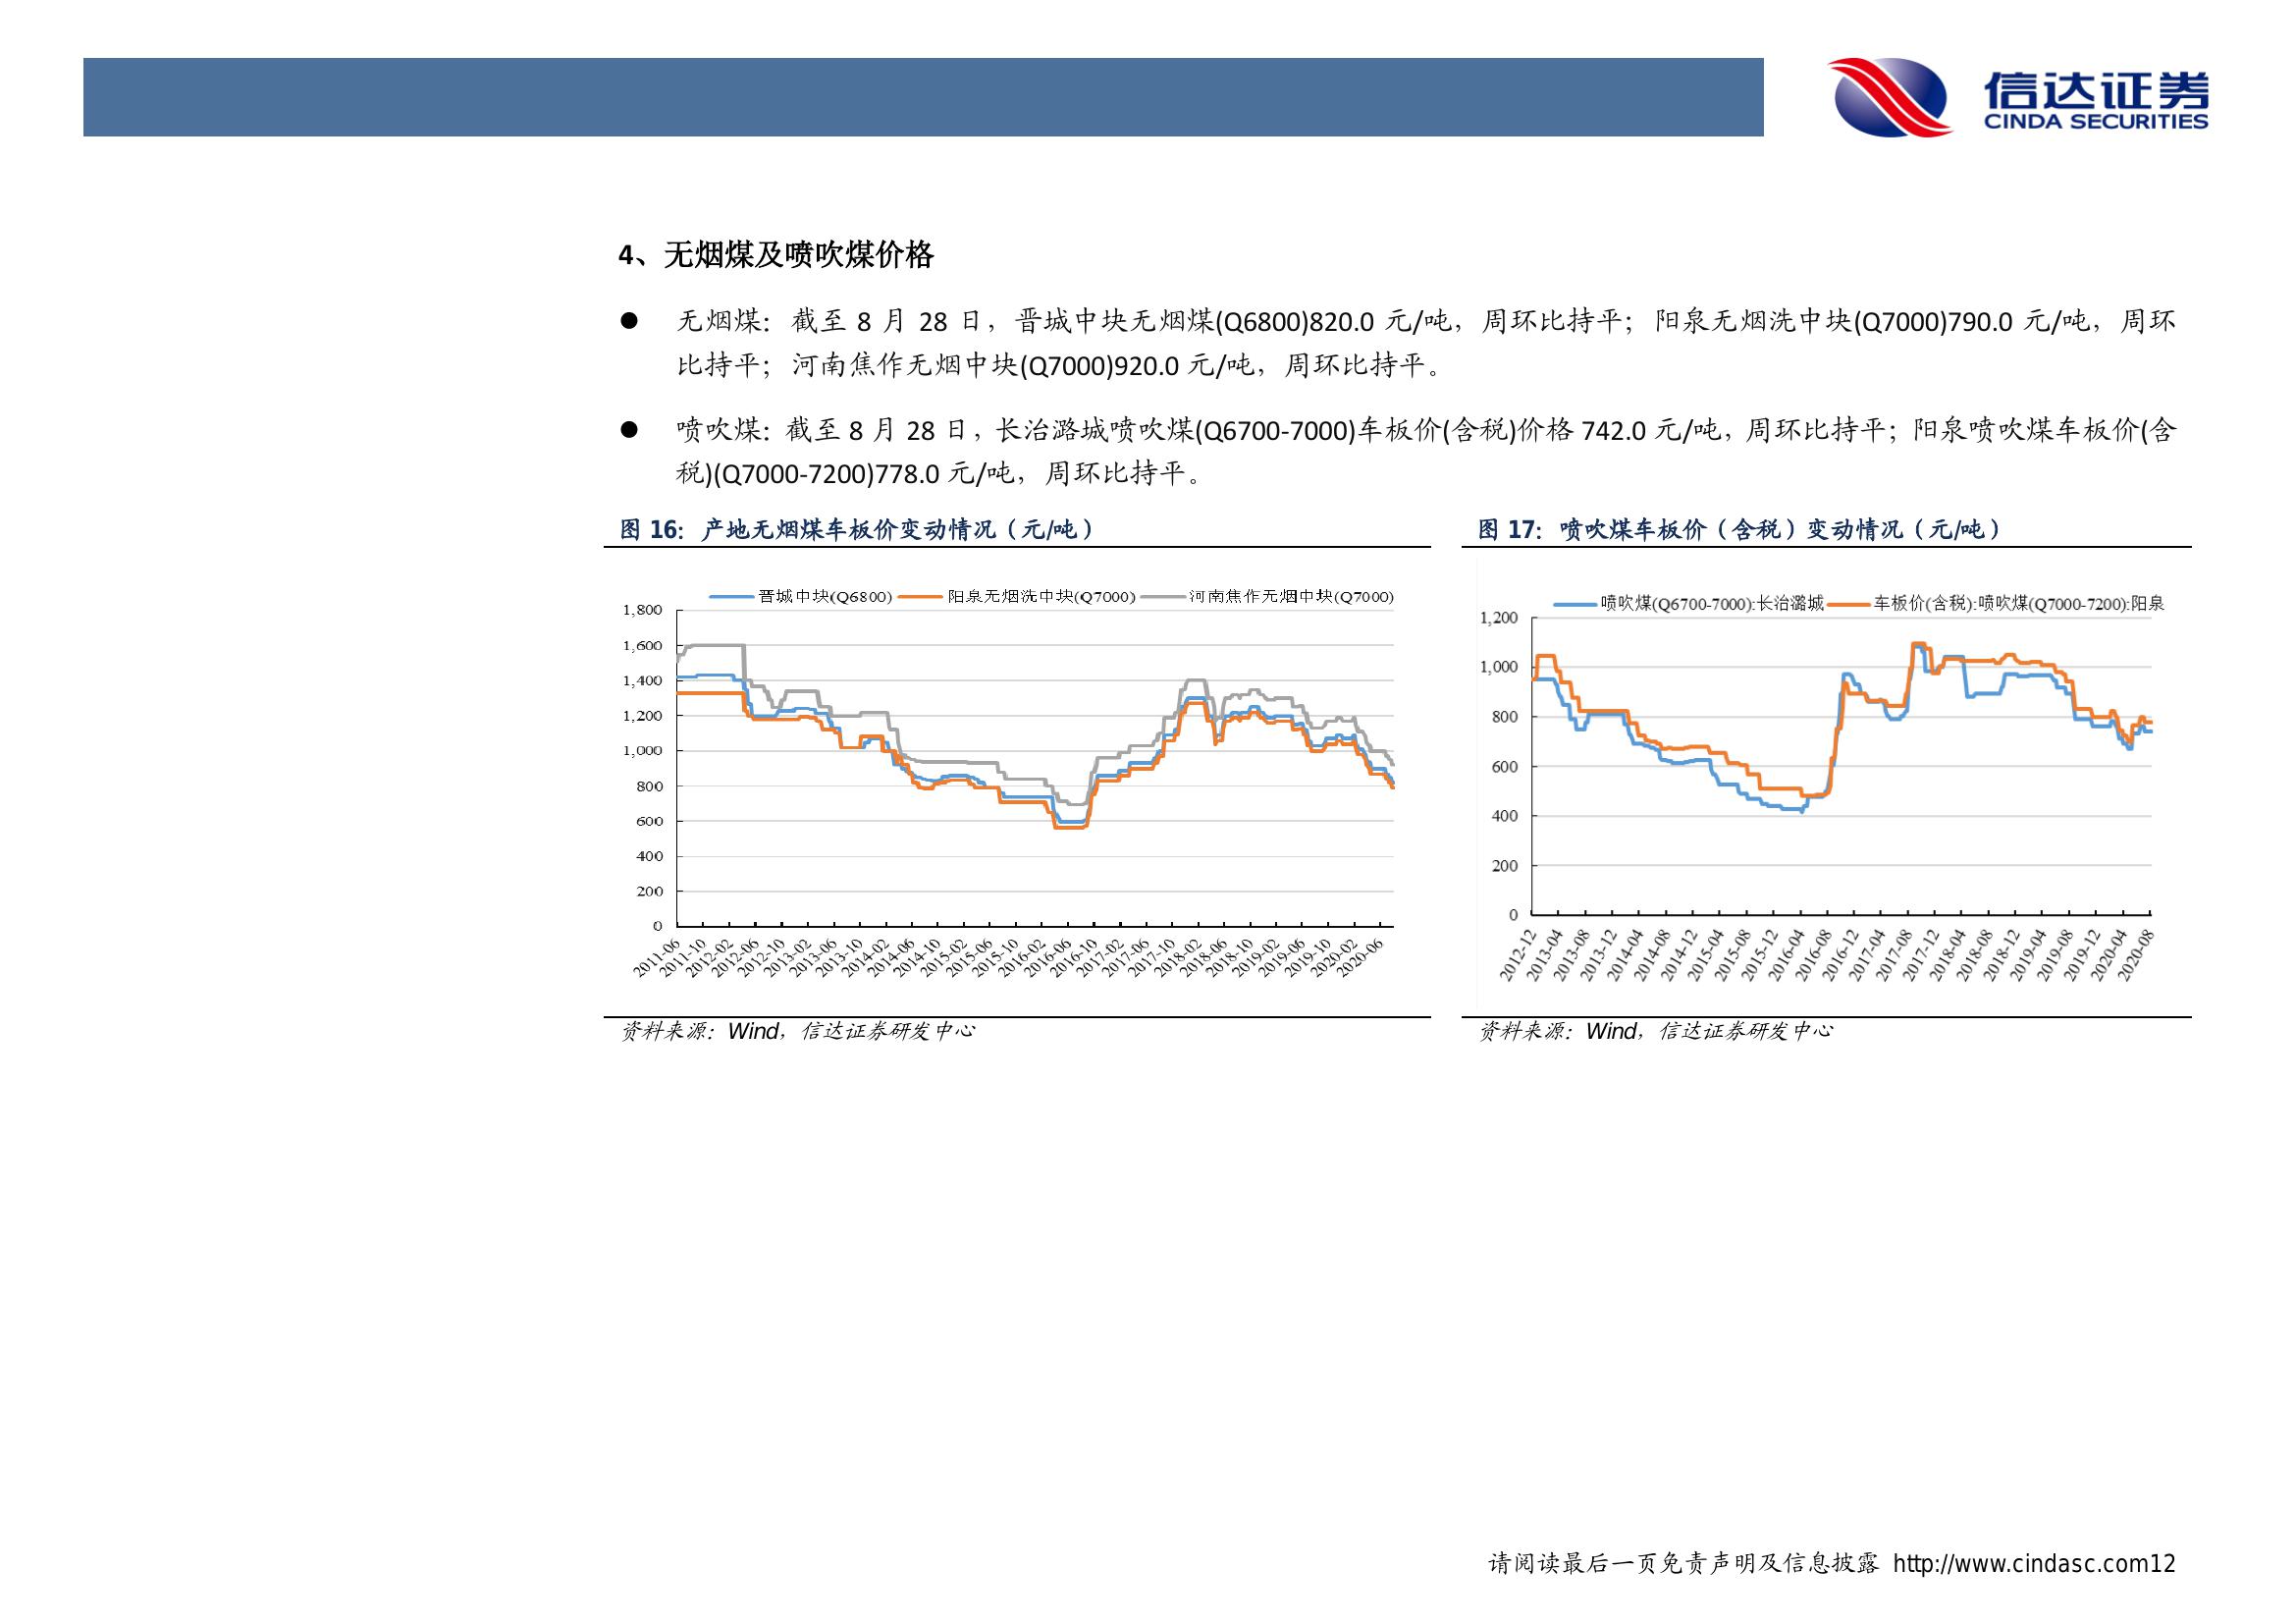 信达证券
CINDA SECURITIES
4、无烟煤及喷吹煤价格
● 无烟煤：截至 8 月 28 日，晋城中块无烟煤(Q6800)820.0 元/吨，周环比持平；阳泉无烟洗中块(Q7000)790.0 元/吨，周环
比持平；河南焦作无烟中块(Q7000)920.0 元/吨，周环比持平。
● 喷吹煤：截至 8 月 28 日，长治潞城喷吹煤(Q6700-7000)车板价(含税)价格 742.0 元/吨，周环比持平；阳泉喷吹煤车板价(含
税)(Q7000-7200)778.0 元/吨，周环比持平。
图 16：产地无烟煤车板价变动情况（元/吨）
晋城中块(Q6800) 阳泉无烟洗中块(Q7000) 河南焦作无烟中块(Q7000)
1,800
1,600
1,400
1,200
1,000
800
600
400
200
0
2011-06 2011-10 2012-02 2012-06 2012-10 2013-02 2013-06 2013-10 2014-02 2014-06 2014-10 2015-02 2015-06 2015-10 2016-02 2016-06 2016-10 2017-02 2017-06 2017-10 2018-02 2018-06 2018-10 2019-02 2019-06 2019-10 2020-02 2020-06
资料来源：Wind，信达证券研发中心
图 17：喷吹煤车板价（含税）变动情况（元/吨）
喷吹煤(Q6700-7000):长治潞城 车板价(含税):喷吹煤(Q7000-7200):阳泉
1,200
1,000
800
600
400
200
0
2012-12 2013-04 2013-08 2013-12 2014-04 2014-08 2014-12 2015-04 2015-08 2015-12 2016-04 2016-08 2016-12 2017-04 2017-08 2017-12 2018-04 2018-08 2018-12 2019-04 2019-08 2019-12 2020-04 2020-08
资料来源：Wind，信达证券研发中心
请阅读最后一页免责声明及信息披露 http://www.cindasc.com12